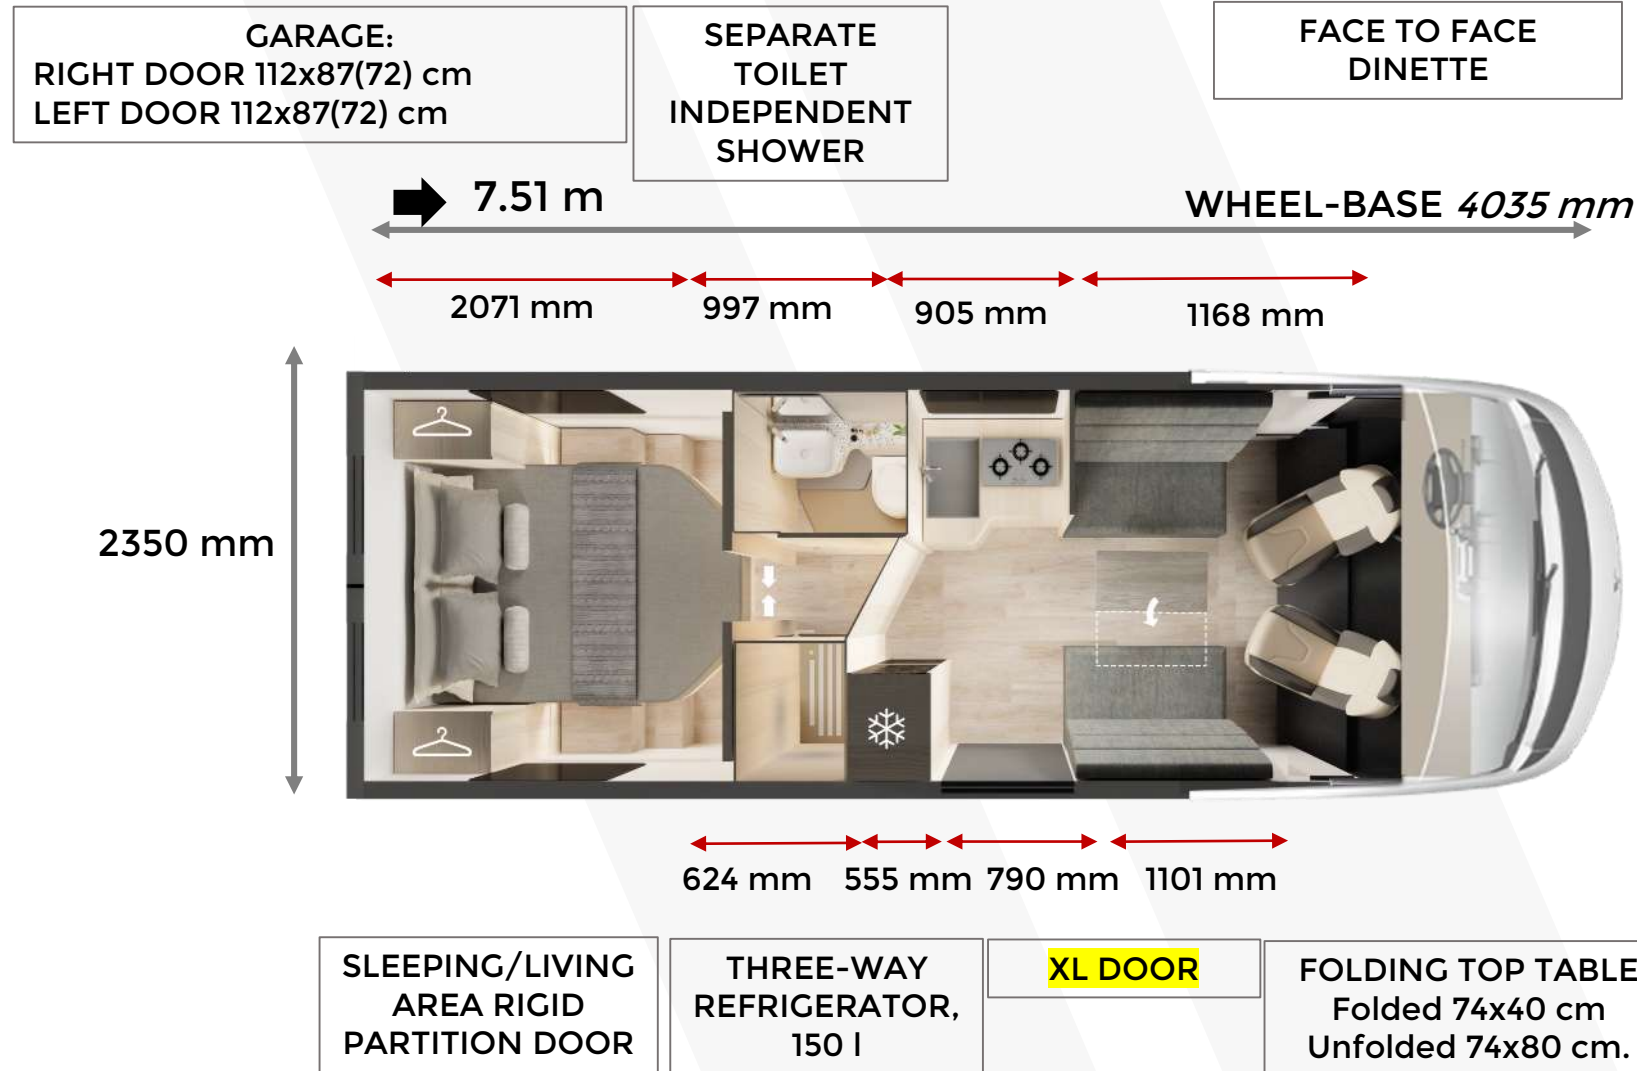 GARAGE:
RIGHT DOOR 112x87(72) cm
LEFT DOOR 112x87(72) cm
SEPARATE
TOILET
INDEPENDENT
SHOWER
FACE TO FACE
DINETTE
7.51 m
WHEEL-BASE 4035 mm
2071 mm
997 mm
905 mm
1168 mm
2350 mm
624 mm
555 mm
790 mm
1101 mm
SLEEPING/LIVING
AREA RIGID
PARTITION DOOR
THREE-WAY
REFRIGERATOR,
150 l
XL DOOR
FOLDING TOP TABLE
Folded 74x40 cm
Unfolded 74x80 cm.